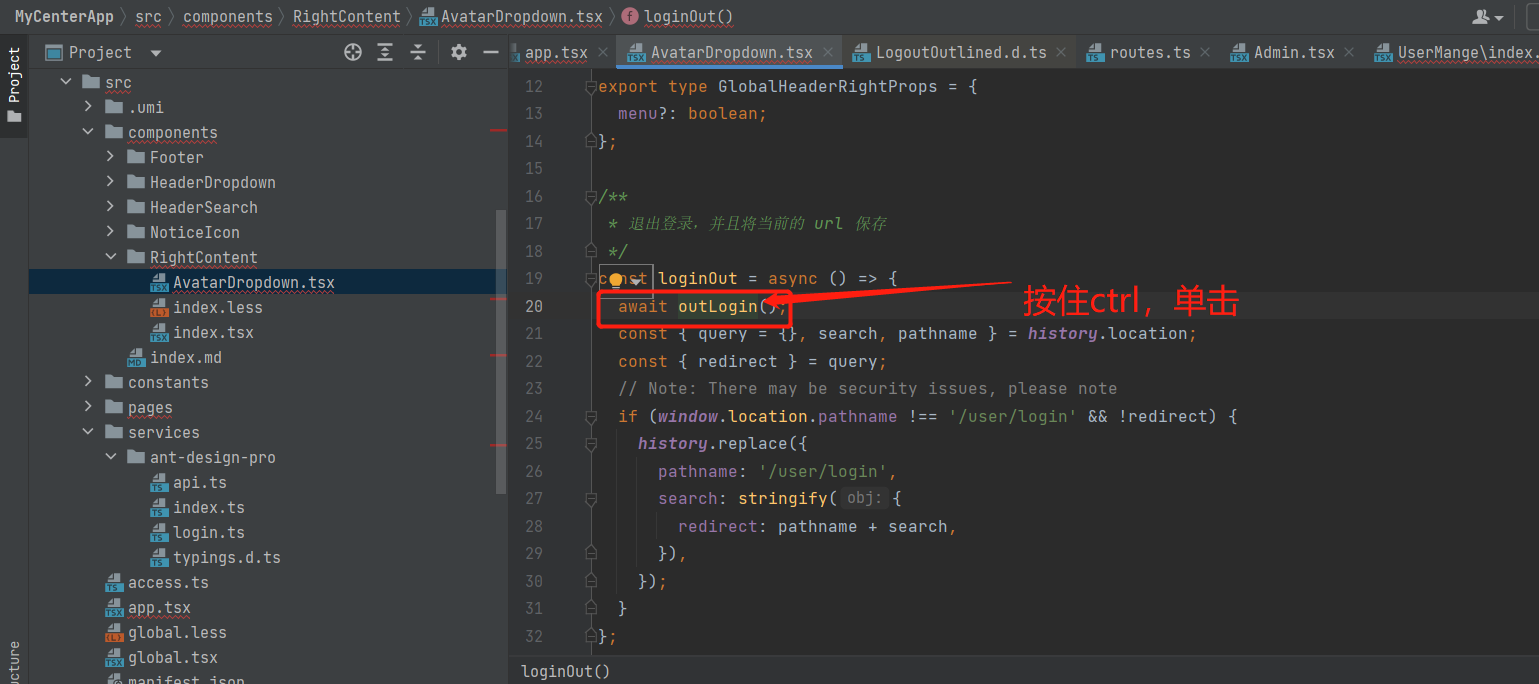 MyCenterApp src components RightContent AvatarDropdown.tsx loginOut()
Project
app.tsx AvatarDropdown.tsx LogoutOutlined.d.ts routes.ts Admin.tsx UserMange\index.
Project
src
.umi
components
Footer
HeaderDropdown
HeaderSearch
NoticeIcon
RightContent
AvatarDropdown.tsx
index.less
index.tsx
index.md
constants
pages
services
ant-design-pro
api.ts
index.ts
login.ts
typings.d.ts
access.ts
app.tsx
global.less
global.tsx
manifest.json
ucture
12 export type GlobalHeaderRightProps = {
13 menu?: boolean;
14 };
15
16 /**
17 * 退出登录，并且将当前的 url 保存
18 */
19 const loginOut = async () => {
20 await outLogin();
按住ctrl，单击
21 const { query = {}, search, pathname } = history.location;
22 const { redirect } = query;
23 // Note: There may be security issues, please note
24 if (window.location.pathname !== '/user/login' && !redirect) {
25 history.replace({
26 pathname: '/user/login',
27 search: stringify( obj: {
28 redirect: pathname + search,
29 }),
30 });
31 }
32 };
loginOut()